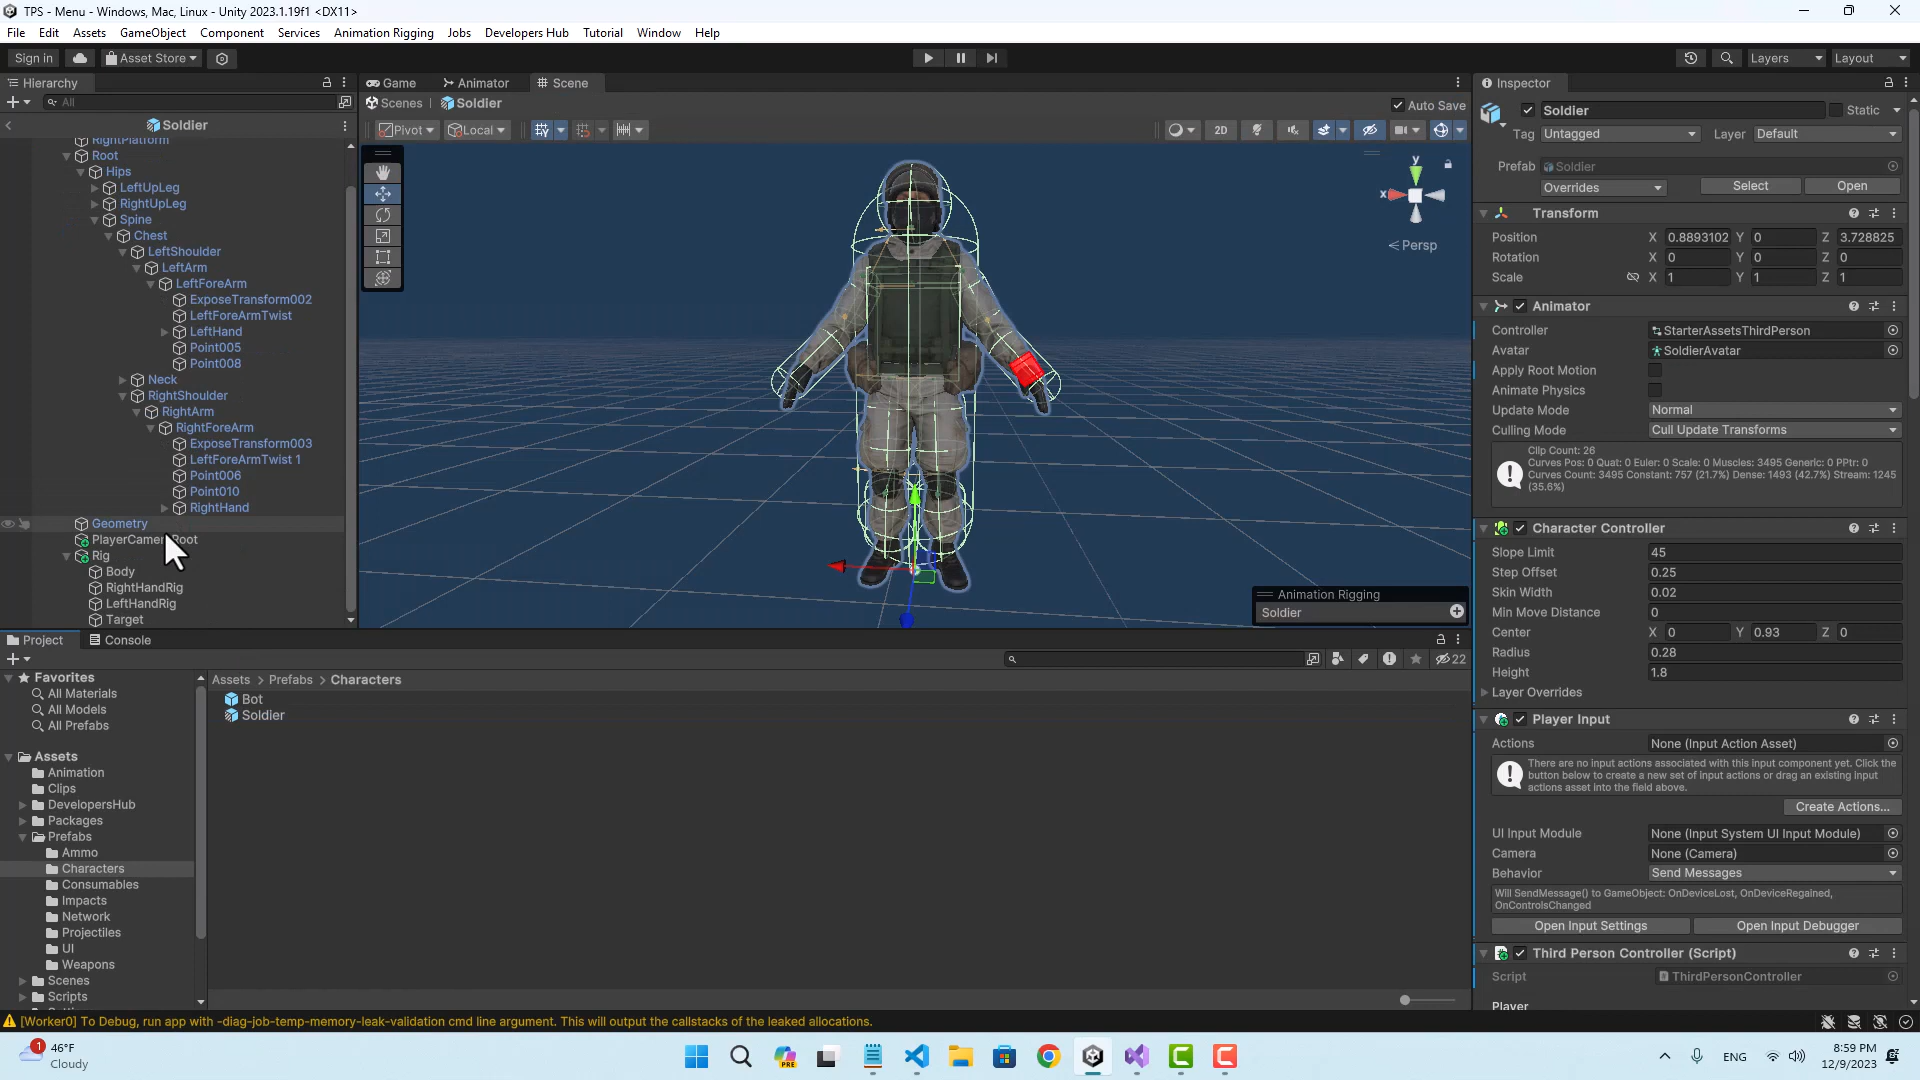 TPS - Menu - Windows, Mac, Linux - Unity 2023.1.19f1 <DX11>
File Edit Assets GameObject Component Services Animation Rigging Jobs Developers Hub Tutorial Window Help
Sign in Asset Store Layers Layout
Hierarchy
All
Soldier
RightPlatform
Root
Hips
LeftUpLeg
RightUpLeg
Spine
Chest
LeftShoulder
LeftArm
LeftForeArm
ExposeTransform002
LeftForeArmTwist
LeftHand
Point005
Point008
Neck
RightShoulder
RightArm
RightForeArm
ExposeTransform003
LeftForeArmTwist 1
Point006
Point010
RightHand
Geometry
PlayerCamer Root
Rig
Body
RightHandRig
LeftHandRig
Target
Game Animator Scene
Scenes Soldier Auto Save
Pivot Local 2D
y
x
Persp
Animation Rigging
Soldier
Inspector
Soldier Static
Tag Untagged Layer Default
Prefab Soldier
Overrides Select Open
Transform
Position X 0.8893102 Y 0 Z 3.728825
Rotation X 0 Y 0 Z 0
Scale X 1 Y 1 Z 1
Animator
Controller StarterAssetsThirdPerson
Avatar SoldierAvatar
Apply Root Motion
Animate Physics
Update Mode Normal
Culling Mode Cull Update Transforms
Clip Count: 26
Curves Pos: 0 Quat: 0 Euler: 0 Scale: 0 Muscles: 3495 Generic: 0 PPtr: 0
Curves Count: 3495 Constant: 757 (21.7%) Dense: 1493 (42.7%) Stream: 1245
(35.6%)
Character Controller
Slope Limit 45
Step Offset 0.25
Skin Width 0.02
Min Move Distance 0
Center X 0 Y 0.93 Z 0
Radius 0.28
Height 1.8
Layer Overrides
Player Input
Actions None (Input Action Asset)
There are no input actions associated with this input component yet. Click the
button below to create a new set of input actions or drag an existing input
actions asset into the field above.
Create Actions...
UI Input Module None (Input System UI Input Module)
Camera None (Camera)
Behavior Send Messages
Will SendMessage() to GameObject: OnDeviceLost, OnDeviceRegained,
OnControlsChanged
Open Input Settings Open Input Debugger
Third Person Controller (Script)
Script ThirdPersonController
Player
Project Console
22
Favorites
All Materials
All Models
All Prefabs
Assets
Animation
Clips
DevelopersHub
Packages
Prefabs
Ammo
Characters
Consumables
Impacts
Network
Projectiles
UI
Weapons
Scenes
Scripts
Assets > Prefabs > Characters
Bot
Soldier
[Worker0] To Debug, run app with -diag-job-temp-memory-leak-validation cmd line argument. This will output the callstacks of the leaked allocations.
1 46°F
Cloudy
PRE
ENG
8:59 PM
12/9/2023